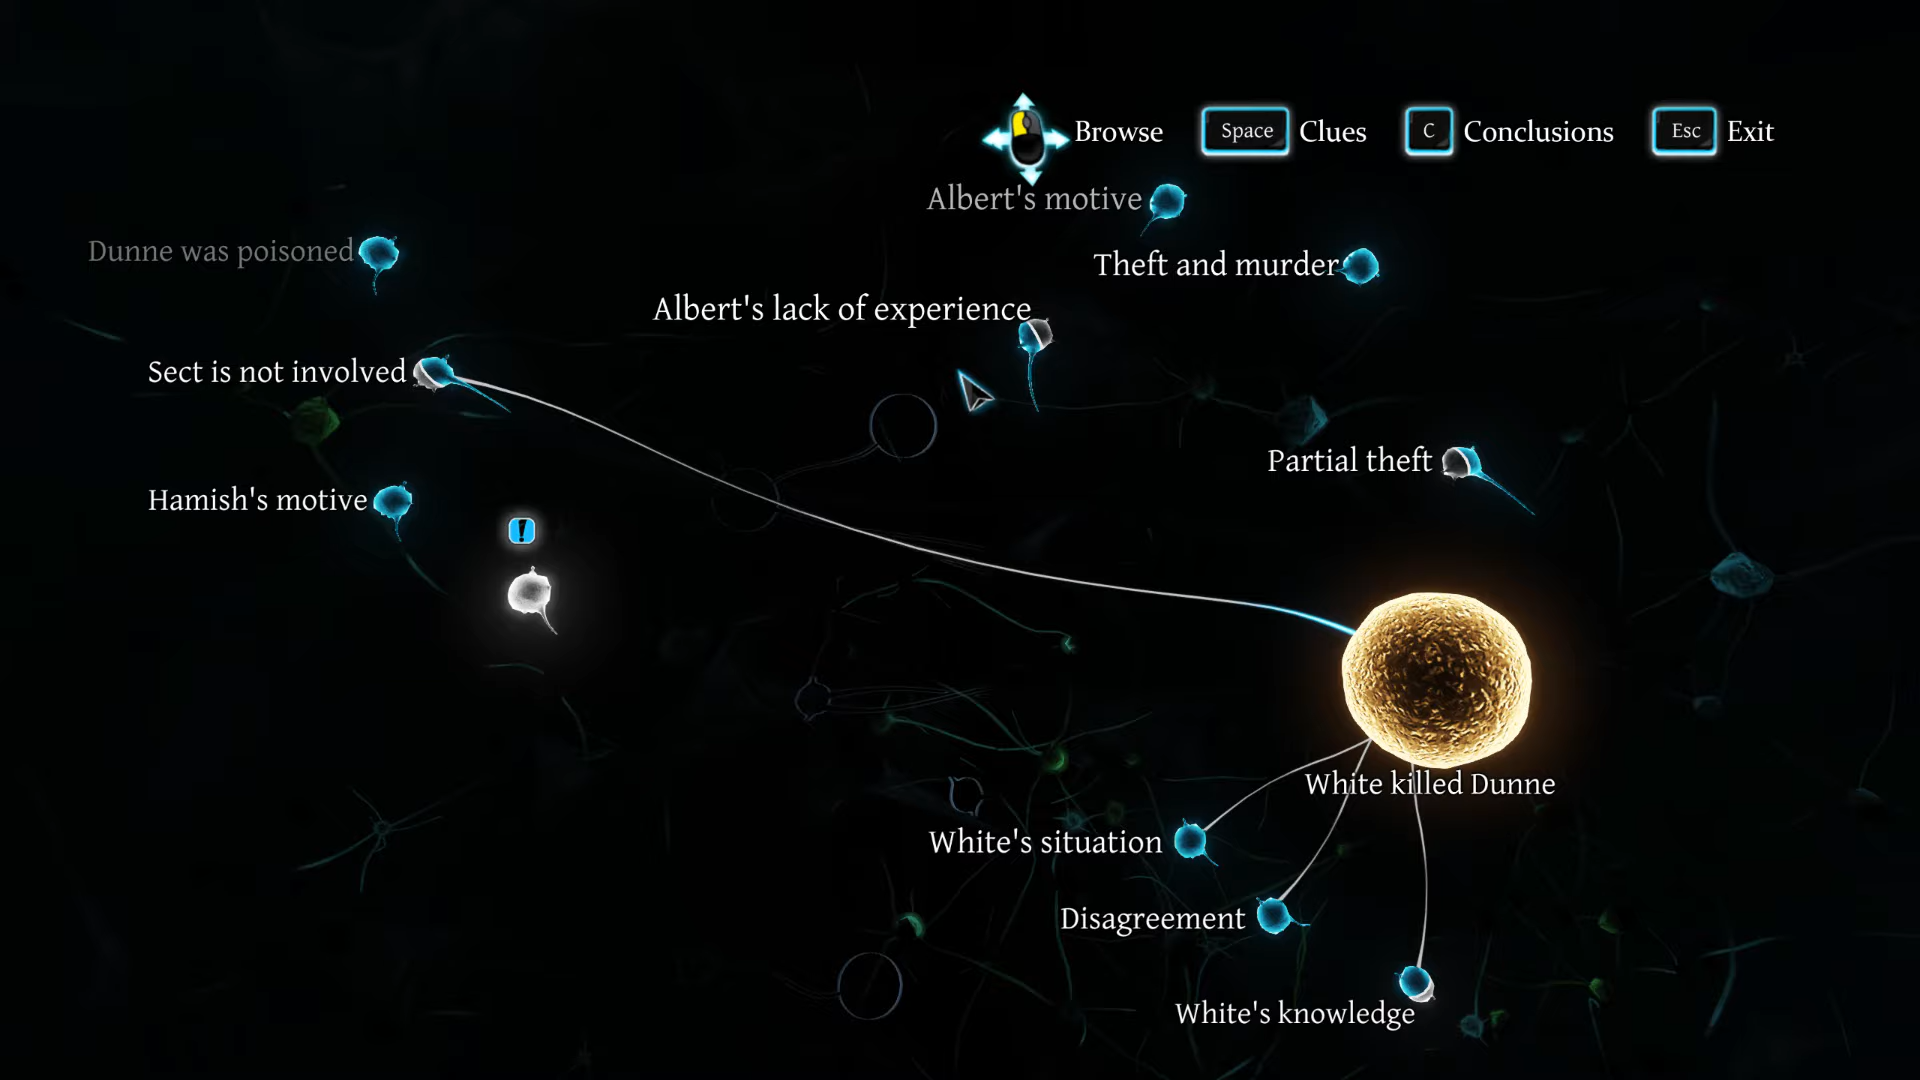 Browse
Space Clues
C Conclusions
Esc Exit
Albert's motive
Dunne was poisoned
Theft and murder
Albert's lack of experience
Sect is not involved
Partial theft
Hamish's motive
!
White killed Dunne
White's situation
Disagreement
White's knowledge